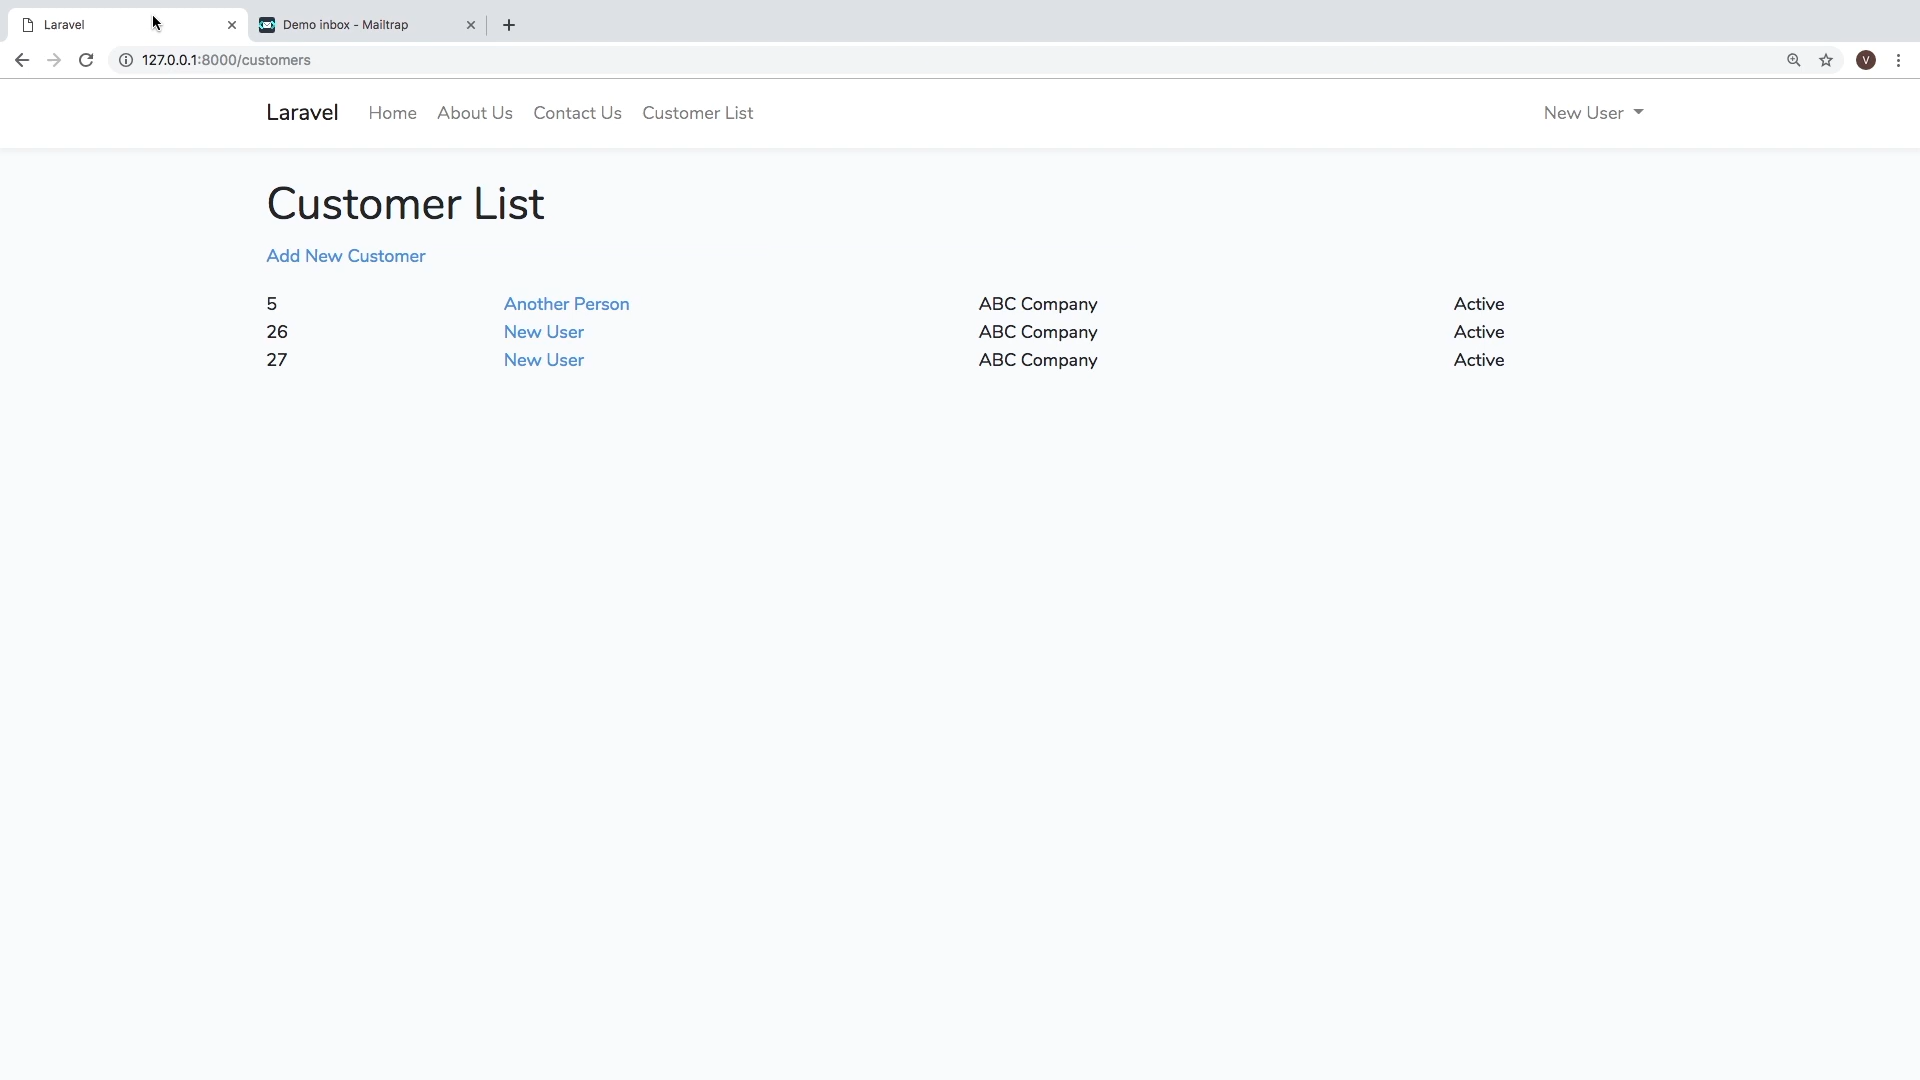 Laravel
Demo inbox - Mailtrap
127.0.0.1:8000/customers
V
Laravel Home About Us Contact Us Customer List New User
Customer List
Add New Customer
5 Another Person ABC Company Active
26 New User ABC Company Active
27 New User ABC Company Active